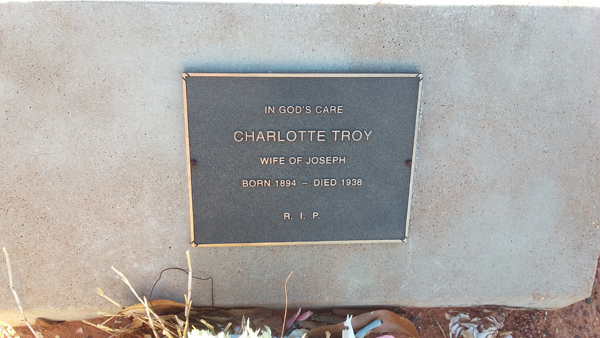 IN GOD'S CARE
CHARLOTTE TROY
WIFE OF JOSEPH
BORN 1894 – DIED 1938
R. I. P.